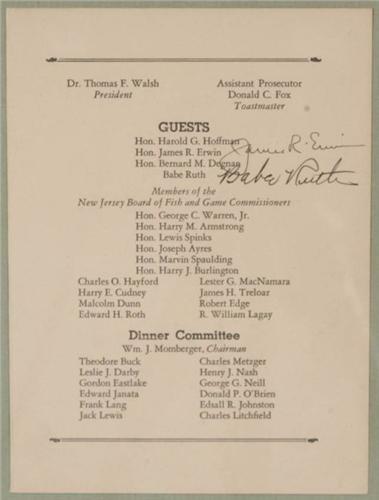 Dr. Thomas F. Walsh
President
Assistant Prosecutor
Donald C. Fox
Toastmaster
GUESTS
Hon. Harold G. Hoffman
Hon. James R. Erwin
Hon. Bernard M. Degnan
Babe Ruth
James R. Erwin
Babe Ruth
Members of the
New Jersey Board of Fish and Game Commissioners
Hon. George C. Warren, Jr.
Hon. Harry M. Armstrong
Hon. Lewis Spinks
Hon. Joseph Ayres
Hon. Marvin Spaulding
Hon. Harry J. Burlington
Charles O. Hayford
Harry E. Cudney
Malcolm Dunn
Edward H. Roth
Lester G. MacNamara
James H. Treloar
Robert Edge
R. William Lagay
Dinner Committee
Wm. J. Momberger, Chairman
Theodore Buck
Leslie J. Darby
Gordon Eastlake
Edward Janata
Frank Lang
Jack Lewis
Charles Metzger
Henry J. Nash
George G. Neill
Donald P. O'Brien
Edsall R. Johnston
Charles Litchfield